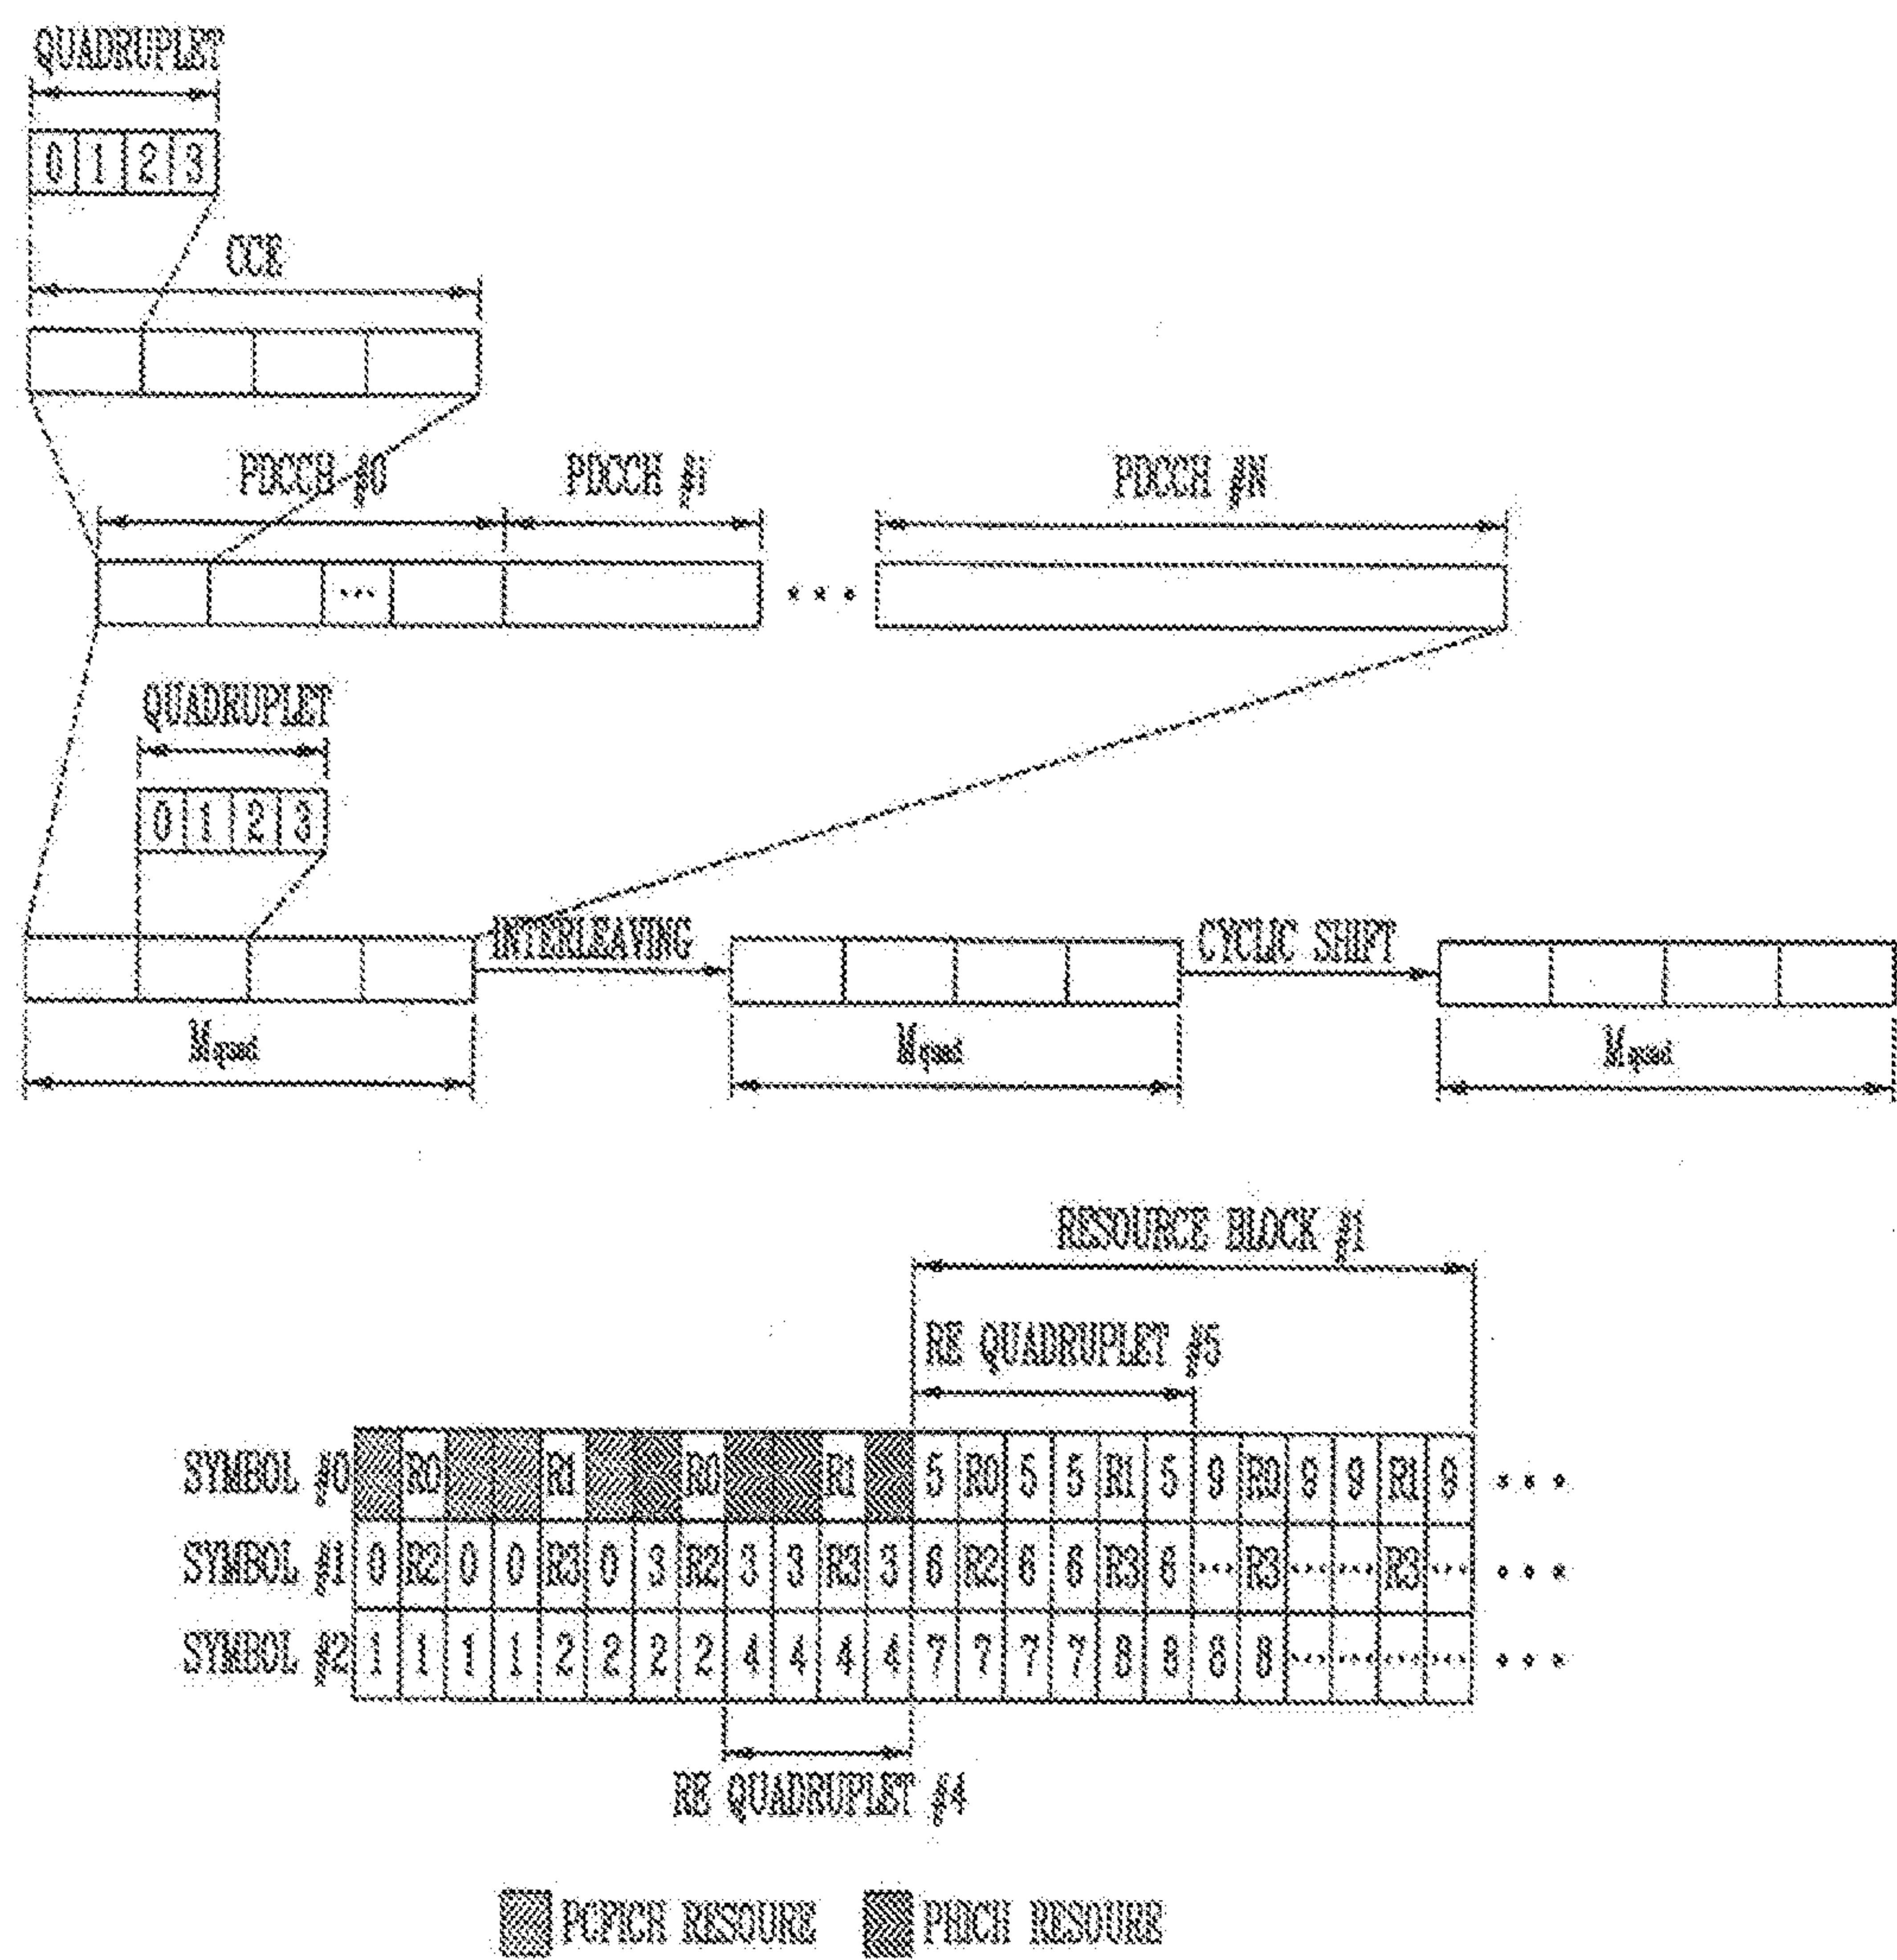 QUADRUPLET
0 1 2 3
CCE
PDCCH #0 PDCCH #1 PDCCH #N
...
QUADRUPLET
0 1 2 3
INTERLEAVING CYCLIC SHIFT
Mquad Mquad Mquad
RESOURCE BLOCK #1
RE QUADRUPLET #5
SYMBOL #0 R0 R1 R0 R1 5 R0 5 5 R1 5 9 R0 9 9 R1 9 ...
SYMBOL #1 0 R2 0 0 R3 0 3 R2 3 3 R3 3 6 R2 6 6 R3 6 ... R3 ... ... R3 ... ...
SYMBOL #2 1 1 1 1 2 2 2 2 4 4 4 4 7 7 7 7 8 9 8 8 ... ... ... ... ...
RE QUADRUPLET #4
PCFICH RESOURE PHICH RESOURE